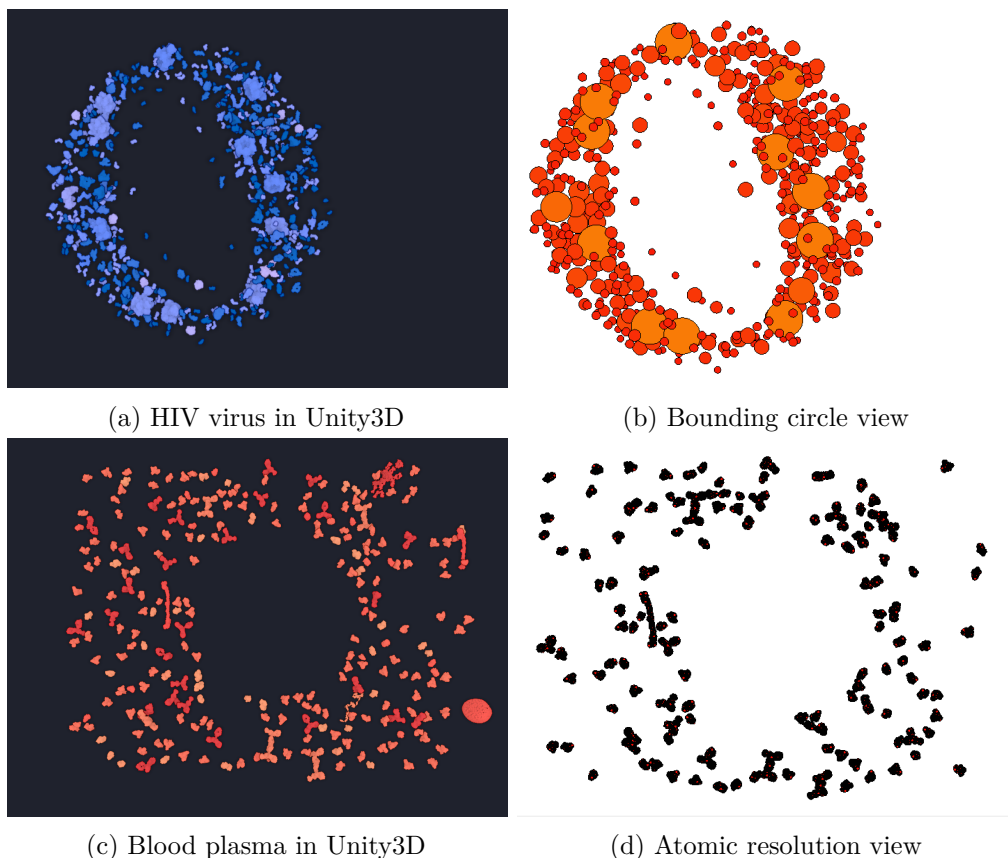 (a) HIV virus in Unity3D
(b) Bounding circle view
(c) Blood plasma in Unity3D
(d) Atomic resolution view